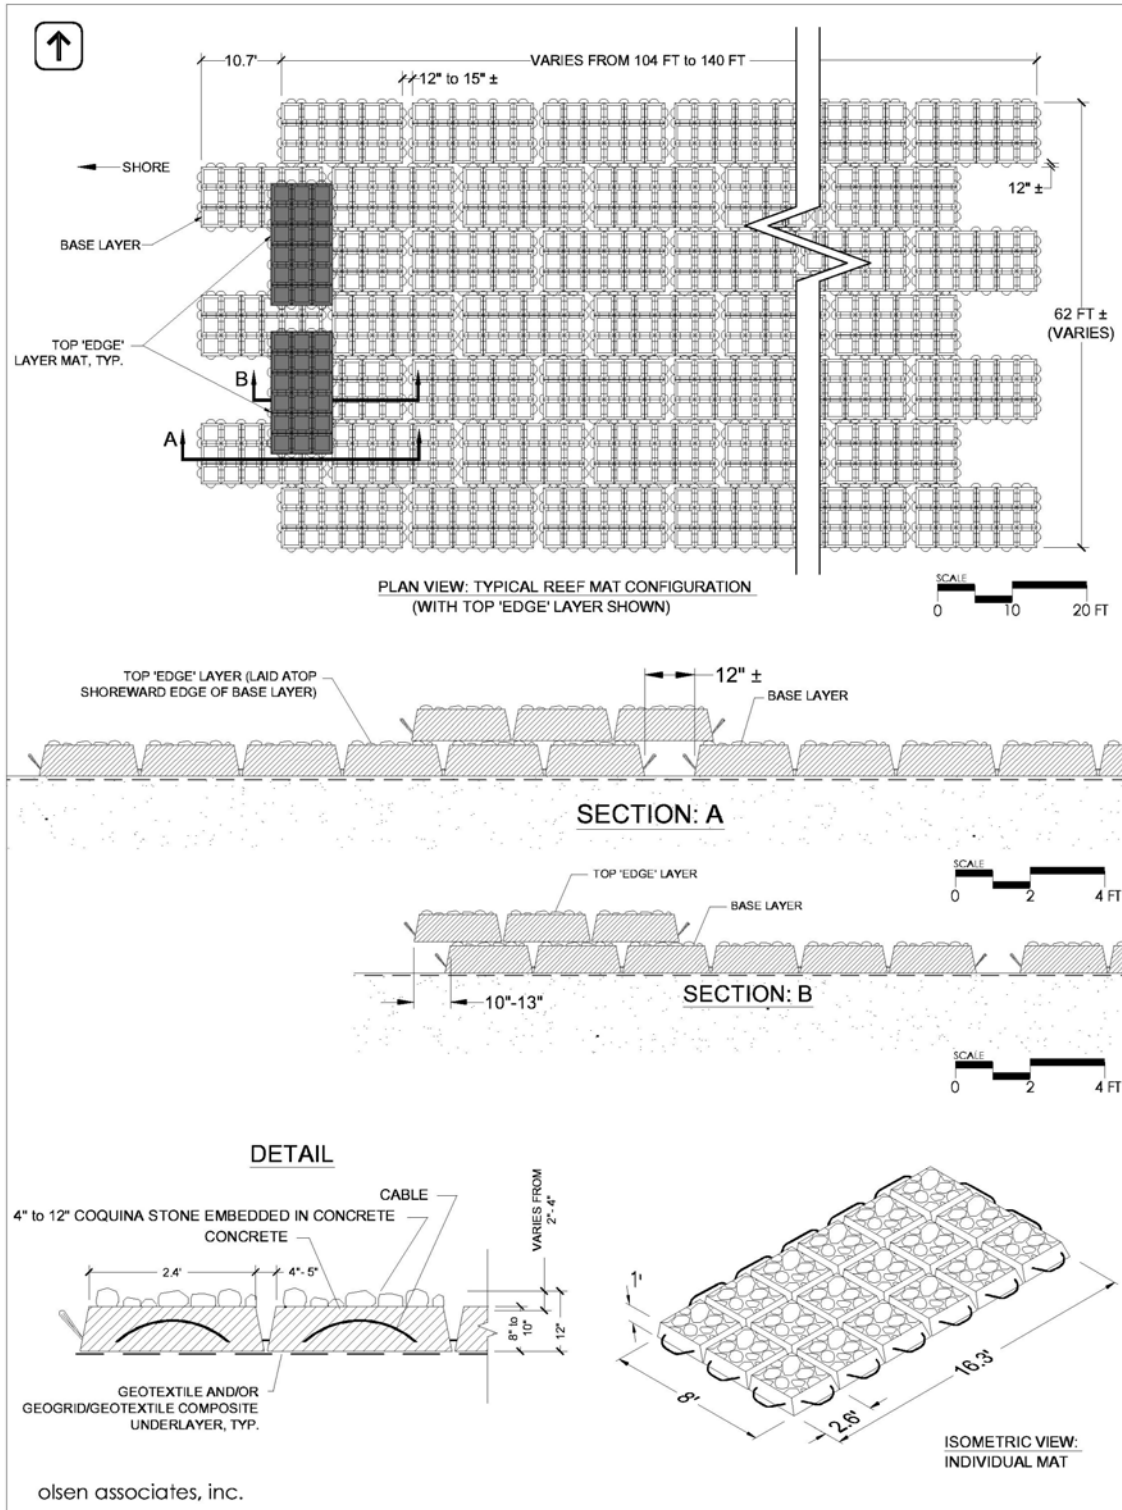 10.7'
VARIES FROM 104 FT to 140 FT
12" to 15" ±
SHORE
12" ±
BASE LAYER
62 FT ±
(VARIES)
TOP 'EDGE'
LAYER MAT, TYP.
B
A
PLAN VIEW: TYPICAL REEF MAT CONFIGURATION
(WITH TOP 'EDGE' LAYER SHOWN)
SCALE
0 10 20 FT
TOP 'EDGE' LAYER (LAID ATOP
SHOREWARD EDGE OF BASE LAYER)
12" ±
BASE LAYER
SECTION: A
SCALE
0 2 4 FT
TOP 'EDGE' LAYER
BASE LAYER
10"-13"
SECTION: B
SCALE
0 2 4 FT
DETAIL
CABLE
4" to 12" COQUINA STONE EMBEDDED IN CONCRETE
CONCRETE
VARIES FROM
2"- 4"
2.4'
4"- 5"
8" to
10"
12"
GEOTEXTILE AND/OR
GEOGRID/GEOTEXTILE COMPOSITE
UNDERLAYER, TYP.
1'
8'
2.6'
16.3'
ISOMETRIC VIEW:
INDIVIDUAL MAT
olsen associates, inc.